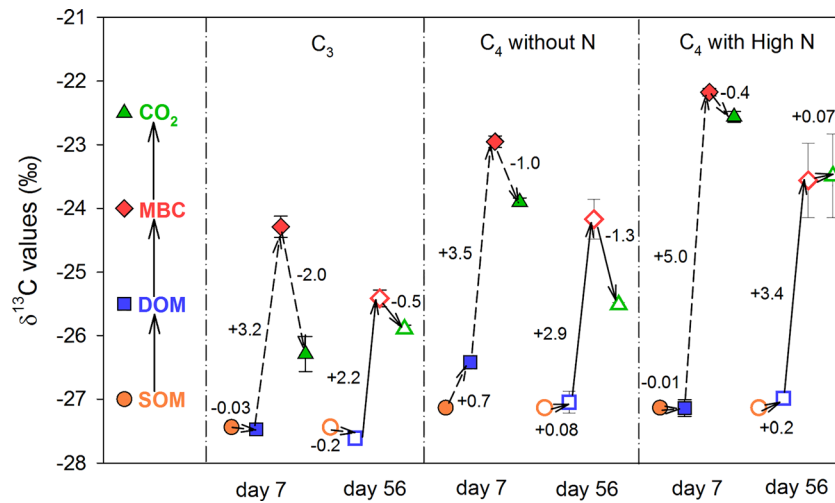 δ13C values (‰)
-21
-22
-23
-24
-25
-26
-27
-28
CO2
MBC
DOM
SOM
C3
-0.03
+3.2
-2.0
-0.2
+2.2
-0.5
day 7
day 56
C4 without N
+0.7
+3.5
-1.0
+0.08
+2.9
-1.3
day 7
day 56
C4 with High N
-0.01
+5.0
-0.4
+0.2
+3.4
+0.07
day 7
day 56